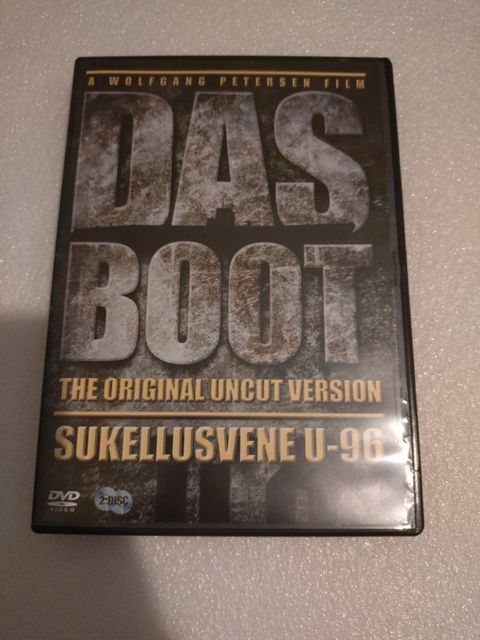 A WOLFGANG PETERSEN FILM
DAS
BOOT
THE ORIGINAL UNCUT VERSION
SUKELLUSVENE U-96
DVD
VIDEO
2-DISC